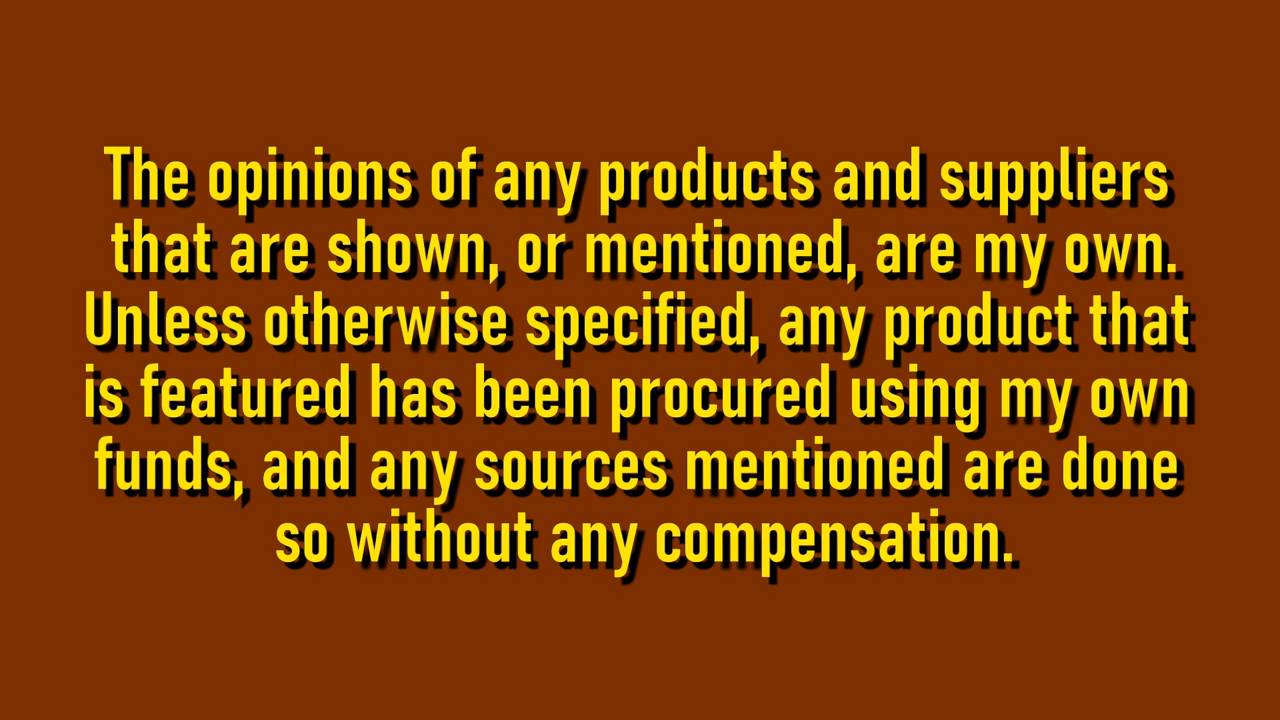 The opinions of any products and suppliers
that are shown, or mentioned, are my own.
Unless otherwise specified, any product that
is featured has been procured using my own
funds, and any sources mentioned are done
so without any compensation.